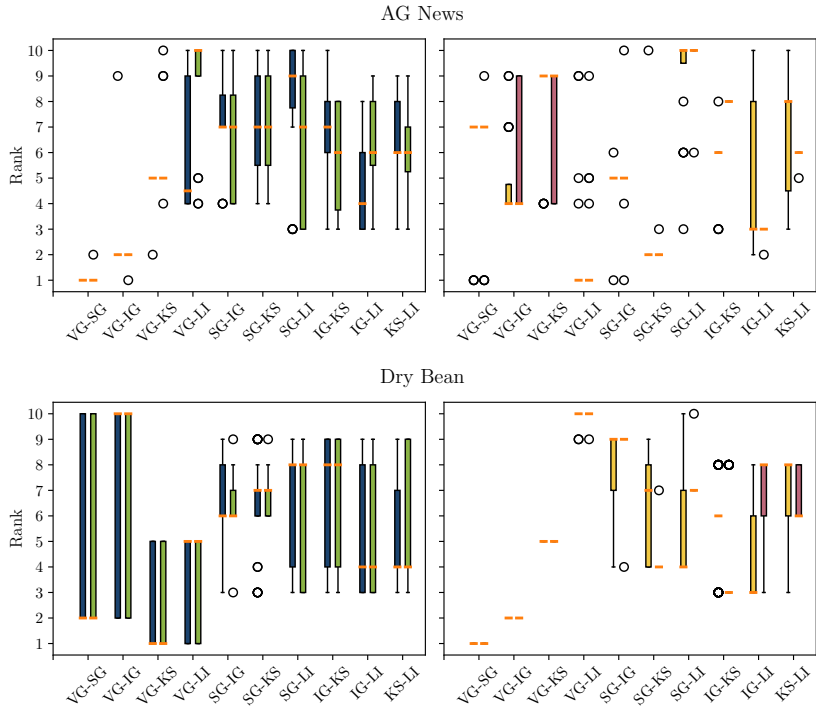 AG News
Rank
10
9
8
7
6
5
4
3
2
1
VG-SG
VG-IG
VG-KS
VG-LI
SG-IG
SG-KS
SG-LI
IG-KS
IG-LI
KS-LI
VG-SG
VG-IG
VG-KS
VG-LI
SG-IG
SG-KS
SG-LI
IG-KS
IG-LI
KS-LI
Dry Bean
Rank
10
9
8
7
6
5
4
3
2
1
VG-SG
VG-IG
VG-KS
VG-LI
SG-IG
SG-KS
SG-LI
IG-KS
IG-LI
KS-LI
VG-SG
VG-IG
VG-KS
VG-LI
SG-IG
SG-KS
SG-LI
IG-KS
IG-LI
KS-LI